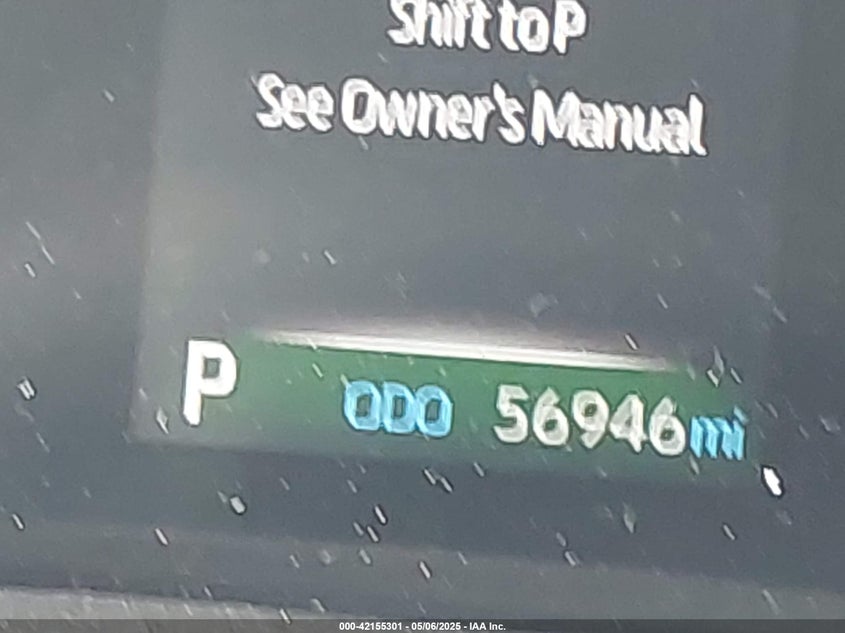 Shift to P
See Owner's Manual
P ODO 56946 mi
000-42155301 - 05/06/2025 - IAA Inc.